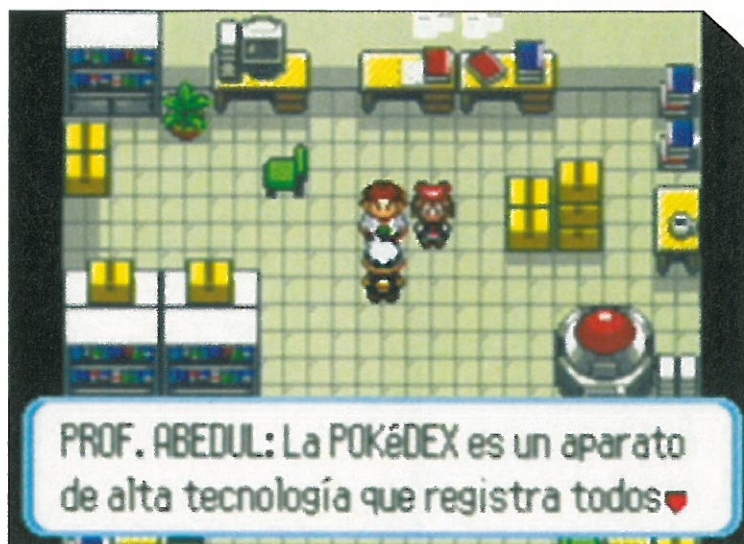 PROF. ABEDUL: La POKéDEX es un aparato
de alta tecnología que registra todos